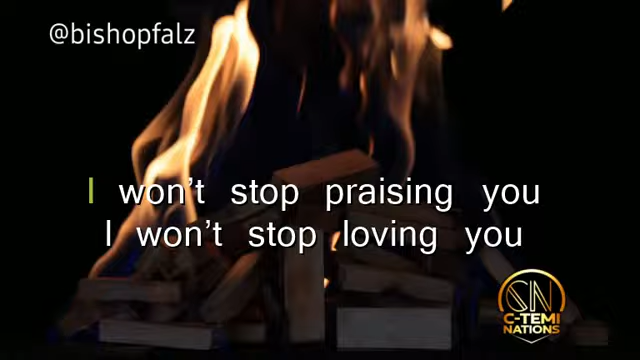 @bishopfalz
I won't stop praising you
I won't stop loving you
CN
C-TEMI
NATIONS